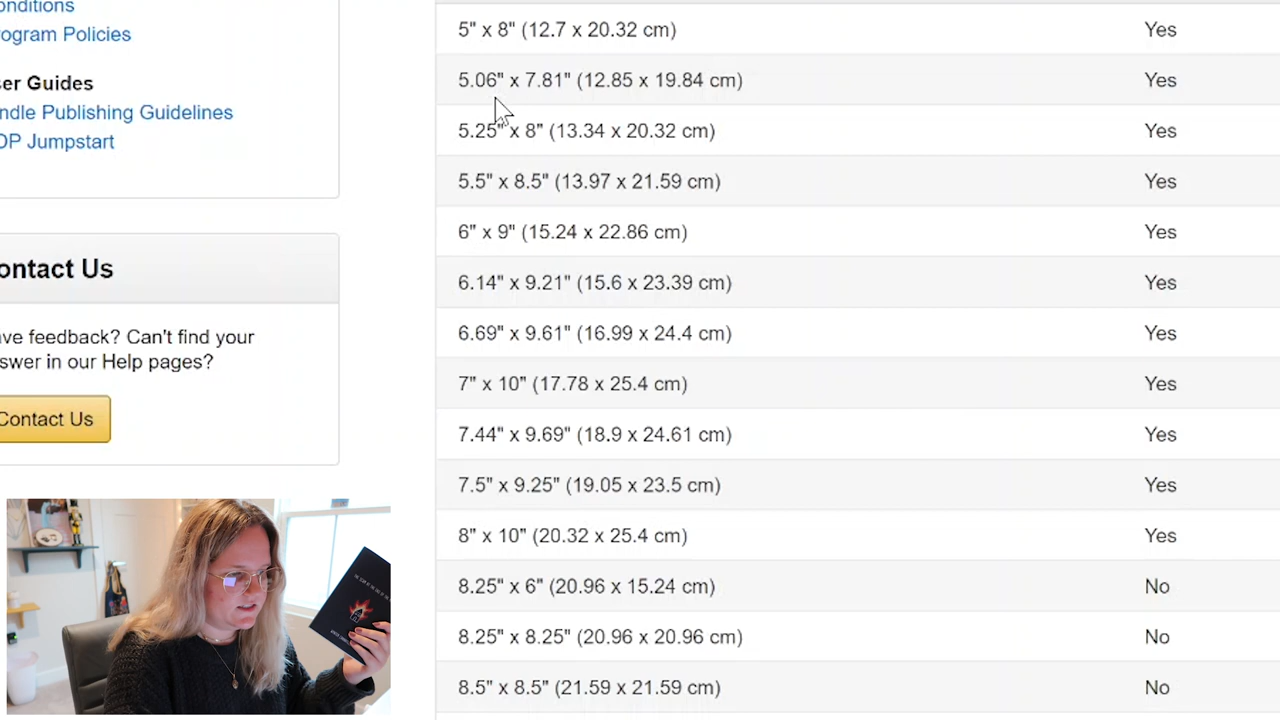 onditions
ogram Policies
er Guides
ndle Publishing Guidelines
OP Jumpstart
ontact Us
ve feedback? Can't find your
swer in our Help pages?
Contact Us
5" x 8" (12.7 x 20.32 cm) Yes
5.06" x 7.81" (12.85 x 19.84 cm) Yes
5.25" x 8" (13.34 x 20.32 cm) Yes
5.5" x 8.5" (13.97 x 21.59 cm) Yes
6" x 9" (15.24 x 22.86 cm) Yes
6.14" x 9.21" (15.6 x 23.39 cm) Yes
6.69" x 9.61" (16.99 x 24.4 cm) Yes
7" x 10" (17.78 x 25.4 cm) Yes
7.44" x 9.69" (18.9 x 24.61 cm) Yes
7.5" x 9.25" (19.05 x 23.5 cm) Yes
8" x 10" (20.32 x 25.4 cm) Yes
8.25" x 6" (20.96 x 15.24 cm) No
8.25" x 8.25" (20.96 x 20.96 cm) No
8.5" x 8.5" (21.59 x 21.59 cm) No